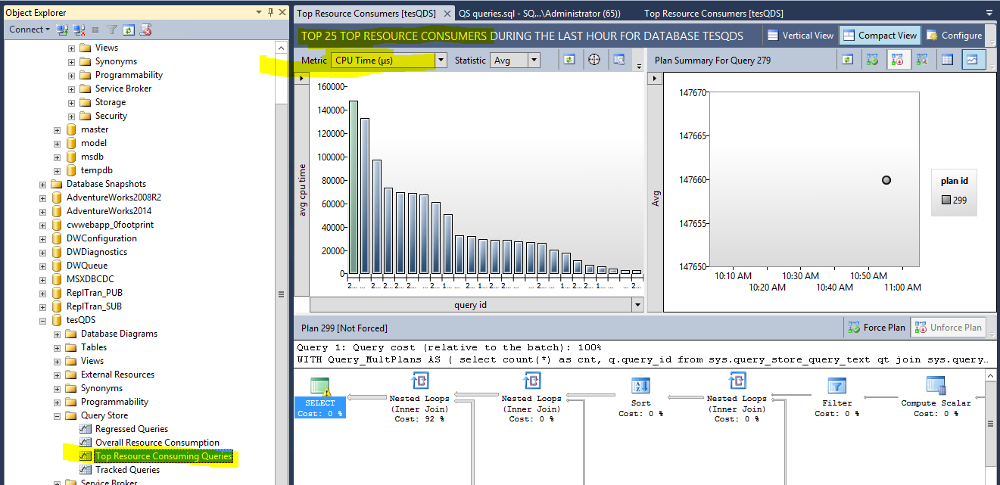 Object Explorer
Connect
Views
Synonyms
Programmability
Service Broker
Storage
Security
master
model
msdb
tempdb
Database Snapshots
AdventureWorks2008R2
AdventureWorks2014
cwwebapp_0footprint
DWConfiguration
DWDiagnostics
DWQueue
MSXDBCDC
ReplTran_PUB
ReplTran_SUB
tesQDS
Database Diagrams
Tables
Views
External Resources
Synonyms
Programmability
Query Store
Regressed Queries
Overall Resource Consumption
Top Resource Consuming Queries
Tracked Queries
Service Broker
Top Resource Consumers [tesQDS]
QS queries.sql - SQ...\Administrator (65))
Top Resource Consumers [tesQDS]
TOP 25 TOP RESOURCE CONSUMERS DURING THE LAST HOUR FOR DATABASE TESQDS
Vertical View
Compact View
Configure
Metric CPU Time (µs) Statistic Avg
avg cpu time
160000
140000
120000
100000
80000
60000
40000
20000
0
2... ... 2... 2... 2... 2... 2... 2... 1... ... 2... 1... 2... 2... ... ... 2... ... 1... 2... 2... 1... ... ... 2...
query id
Plan Summary For Query 279
Avg
147670
147665
147660
147655
147650
10:10 AM 10:30 AM 10:50 AM
10:20 AM 10:40 AM 11:00 AM
plan id
299
Plan 299 [Not Forced]
Force Plan
Unforce Plan
Query 1: Query cost (relative to the batch): 100%
WITH Query_MultPlans AS ( select count(*) as cnt, q.query_id from sys.query_store_query_text qt join sys.query...
SELECT
Cost: 0 %
Nested Loops
(Inner Join)
Cost: 92 %
Nested Loops
(Inner Join)
Cost: 0 %
Sort
Cost: 0 %
Nested Loops
(Inner Join)
Cost: 0 %
Filter
Cost: 0 %
Compute Scalar
Cost: 0 %